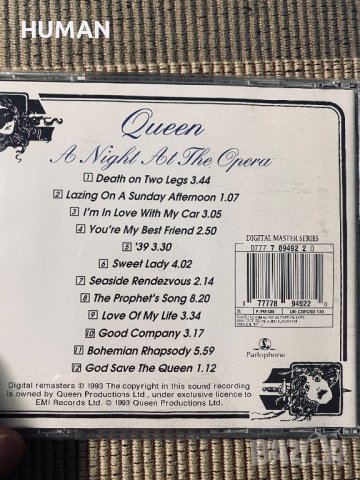 HUMAN
Queen
A Night At The Opera
1 Death on Two Legs 3.44
2 Lazing On A Sunday Afternoon 1.07
3 I'm In Love With My Car 3.05
4 You're My Best Friend 2.50
5 '39 3.30
6 Sweet Lady 4.02
7 Seaside Rendezvous 2.14
8 The Prophet's Song 8.20
9 Love Of My Life 3.34
10 Good Company 3.17
11 Bohemian Rhapsody 5.59
12 God Save The Queen 1.12
DIGITAL MASTER SERIES
0777 7 89492 2 0
0 77778 94922 0
Parlophone
Digital remasters ℗ 1993 The copyright in this sound recording
is owned by Queen Productions Ltd., under exclusive licence to
EMI Records Ltd. © 1993 Queen Productions Ltd.